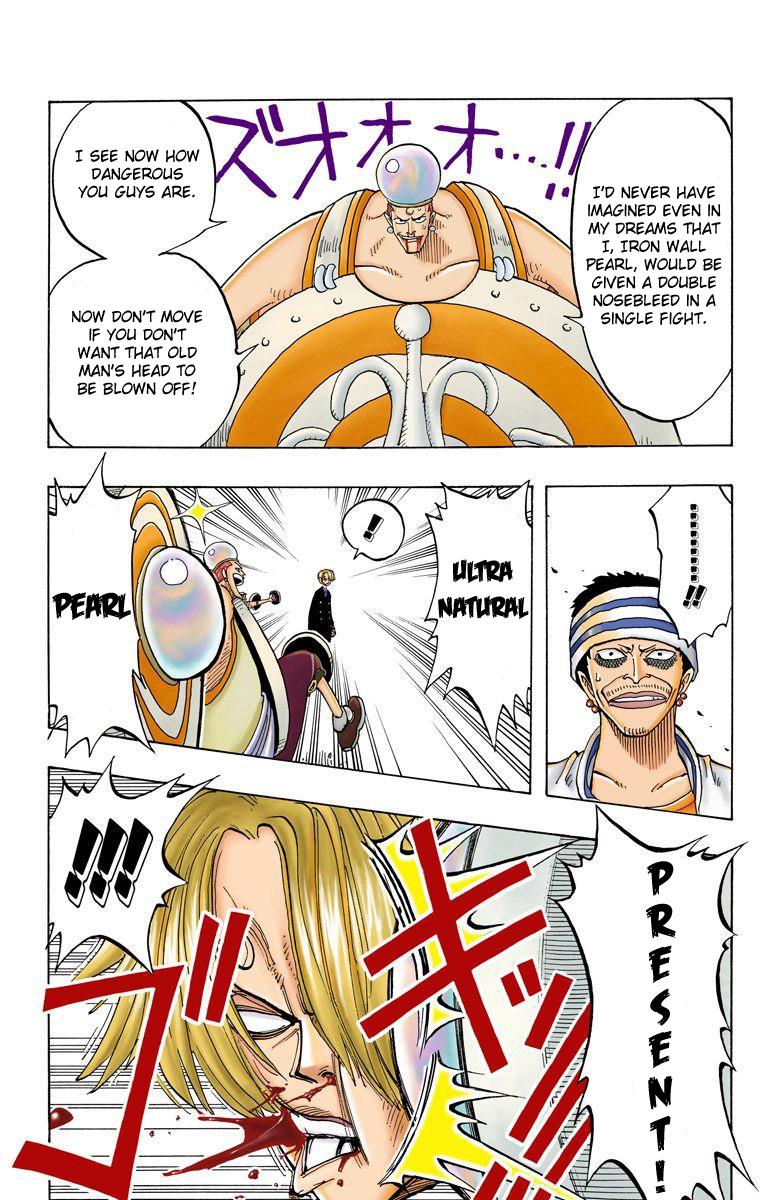 ズオオオ…!!
I'D NEVER HAVE
IMAGINED EVEN IN
MY DREAMS THAT
I, IRON WALL
PEARL, WOULD BE
GIVEN A DOUBLE
NOSEBLEED IN A
SINGLE FIGHT.
I SEE NOW HOW
DANGEROUS
YOU GUYS ARE.
NOW DON'T MOVE
IF YOU DON'T
WANT THAT OLD
MAN'S HEAD TO
BE BLOWN OFF!
............!!
!
ULTRA
NATURAL
PEARL
PRESENT!!
!!!
ゴギ